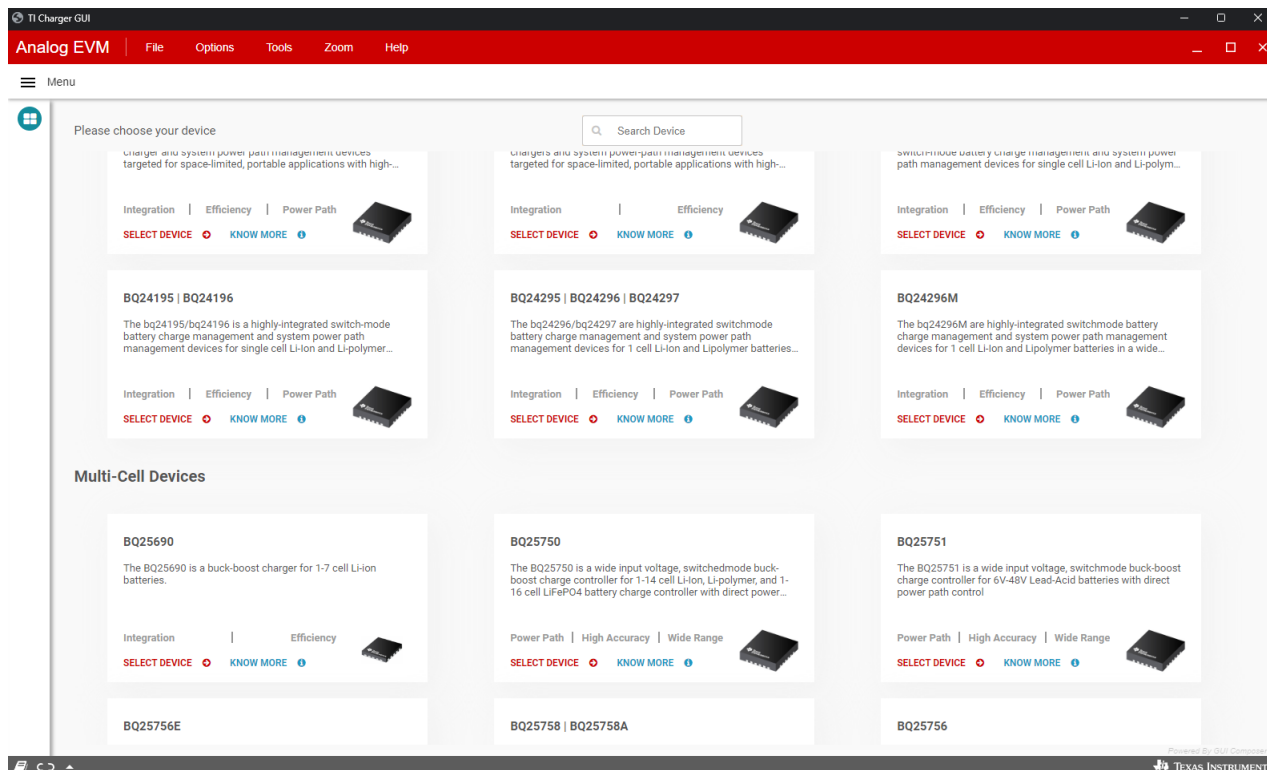 TI Charger GUI
Analog EVM File Options Tools Zoom Help
Menu
Please choose your device
Search Device
charger and system power path management devices
targeted for space-limited, portable applications with high-...
Integration | Efficiency | Power Path
SELECT DEVICE KNOW MORE
chargers and system power-path management devices
targeted for space-limited, portable applications with high-...
Integration | Efficiency
SELECT DEVICE KNOW MORE
switch-mode battery charge management and system power
path management devices for single cell Li-Ion and Li-polym...
Integration | Efficiency | Power Path
SELECT DEVICE KNOW MORE
BQ24195 | BQ24196
The bq24195/bq24196 is a highly-integrated switch-mode
battery charge management and system power path
management devices for single cell Li-Ion and Li-polymer...
Integration | Efficiency | Power Path
SELECT DEVICE KNOW MORE
BQ24295 | BQ24296 | BQ24297
The bq24296/bq24297 are highly-integrated switchmode
battery charge management and system power path
management devices for 1 cell Li-Ion and Lipolymer batteries...
Integration | Efficiency | Power Path
SELECT DEVICE KNOW MORE
BQ24296M
The bq24296M are highly-integrated switchmode battery
charge management and system power path management
devices for 1 cell Li-Ion and Lipolymer batteries in a wide...
Integration | Efficiency | Power Path
SELECT DEVICE KNOW MORE
Multi-Cell Devices
BQ25690
The BQ25690 is a buck-boost charger for 1-7 cell Li-ion
batteries.
Integration | Efficiency
SELECT DEVICE KNOW MORE
BQ25750
The BQ25750 is a wide input voltage, switchedmode buck-
boost charge controller for 1-14 cell Li-Ion, Li-polymer, and 1-
16 cell LiFePO4 battery charge controller with direct power...
Power Path | High Accuracy | Wide Range
SELECT DEVICE KNOW MORE
BQ25751
The BQ25751 is a wide input voltage, switchmode buck-boost
charge controller for 6V-48V Lead-Acid batteries with direct
power path control
Power Path | High Accuracy | Wide Range
SELECT DEVICE KNOW MORE
BQ25756E
BQ25758 | BQ25758A
BQ25756
Powered By GUI Composer
TEXAS INSTRUMENT